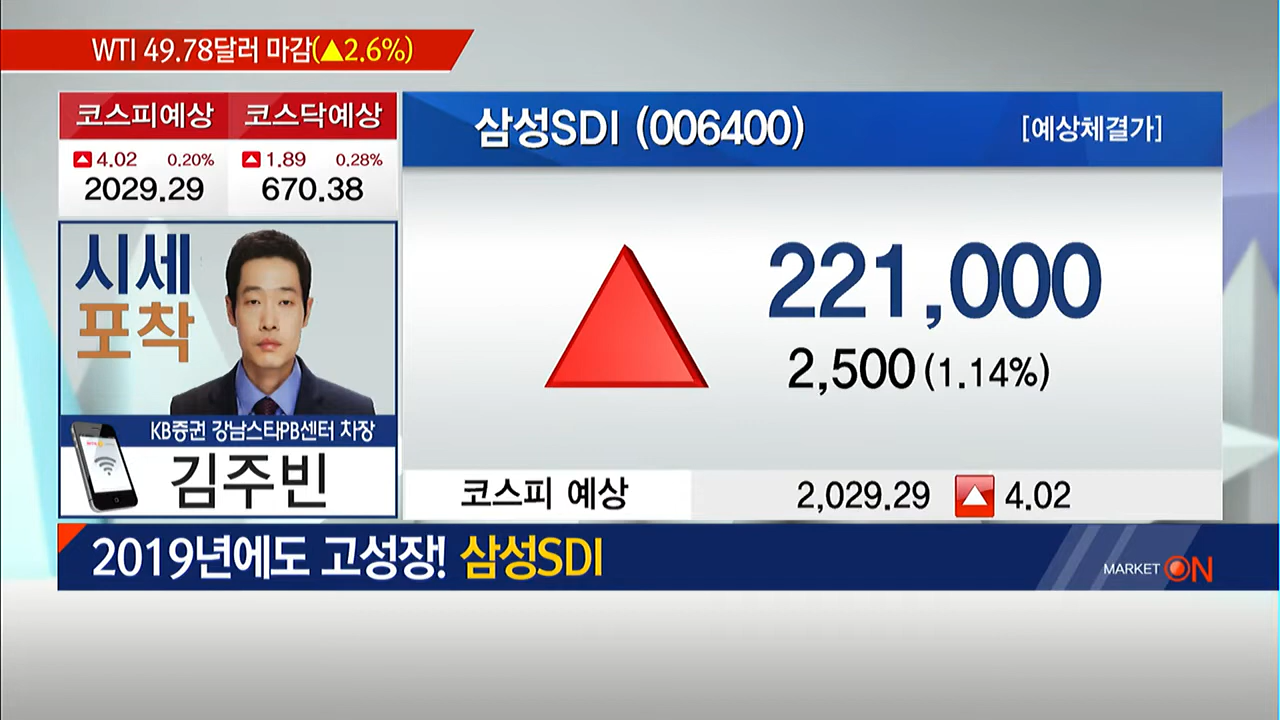 WTI 49.78달러 마감(▲2.6%)
코스피예상 코스닥예상
▲4.02 0.20% ▲1.89 0.28%
2029.29 670.38
삼성SDI (006400) [예상체결가]
221,000
2,500(1.14%)
시세
포착
KB증권 강남스타PB센터 차장
김주빈
코스피 예상 2,029.29 ▲ 4.02
2019년에도 고성장! 삼성SDI
MARKET ON